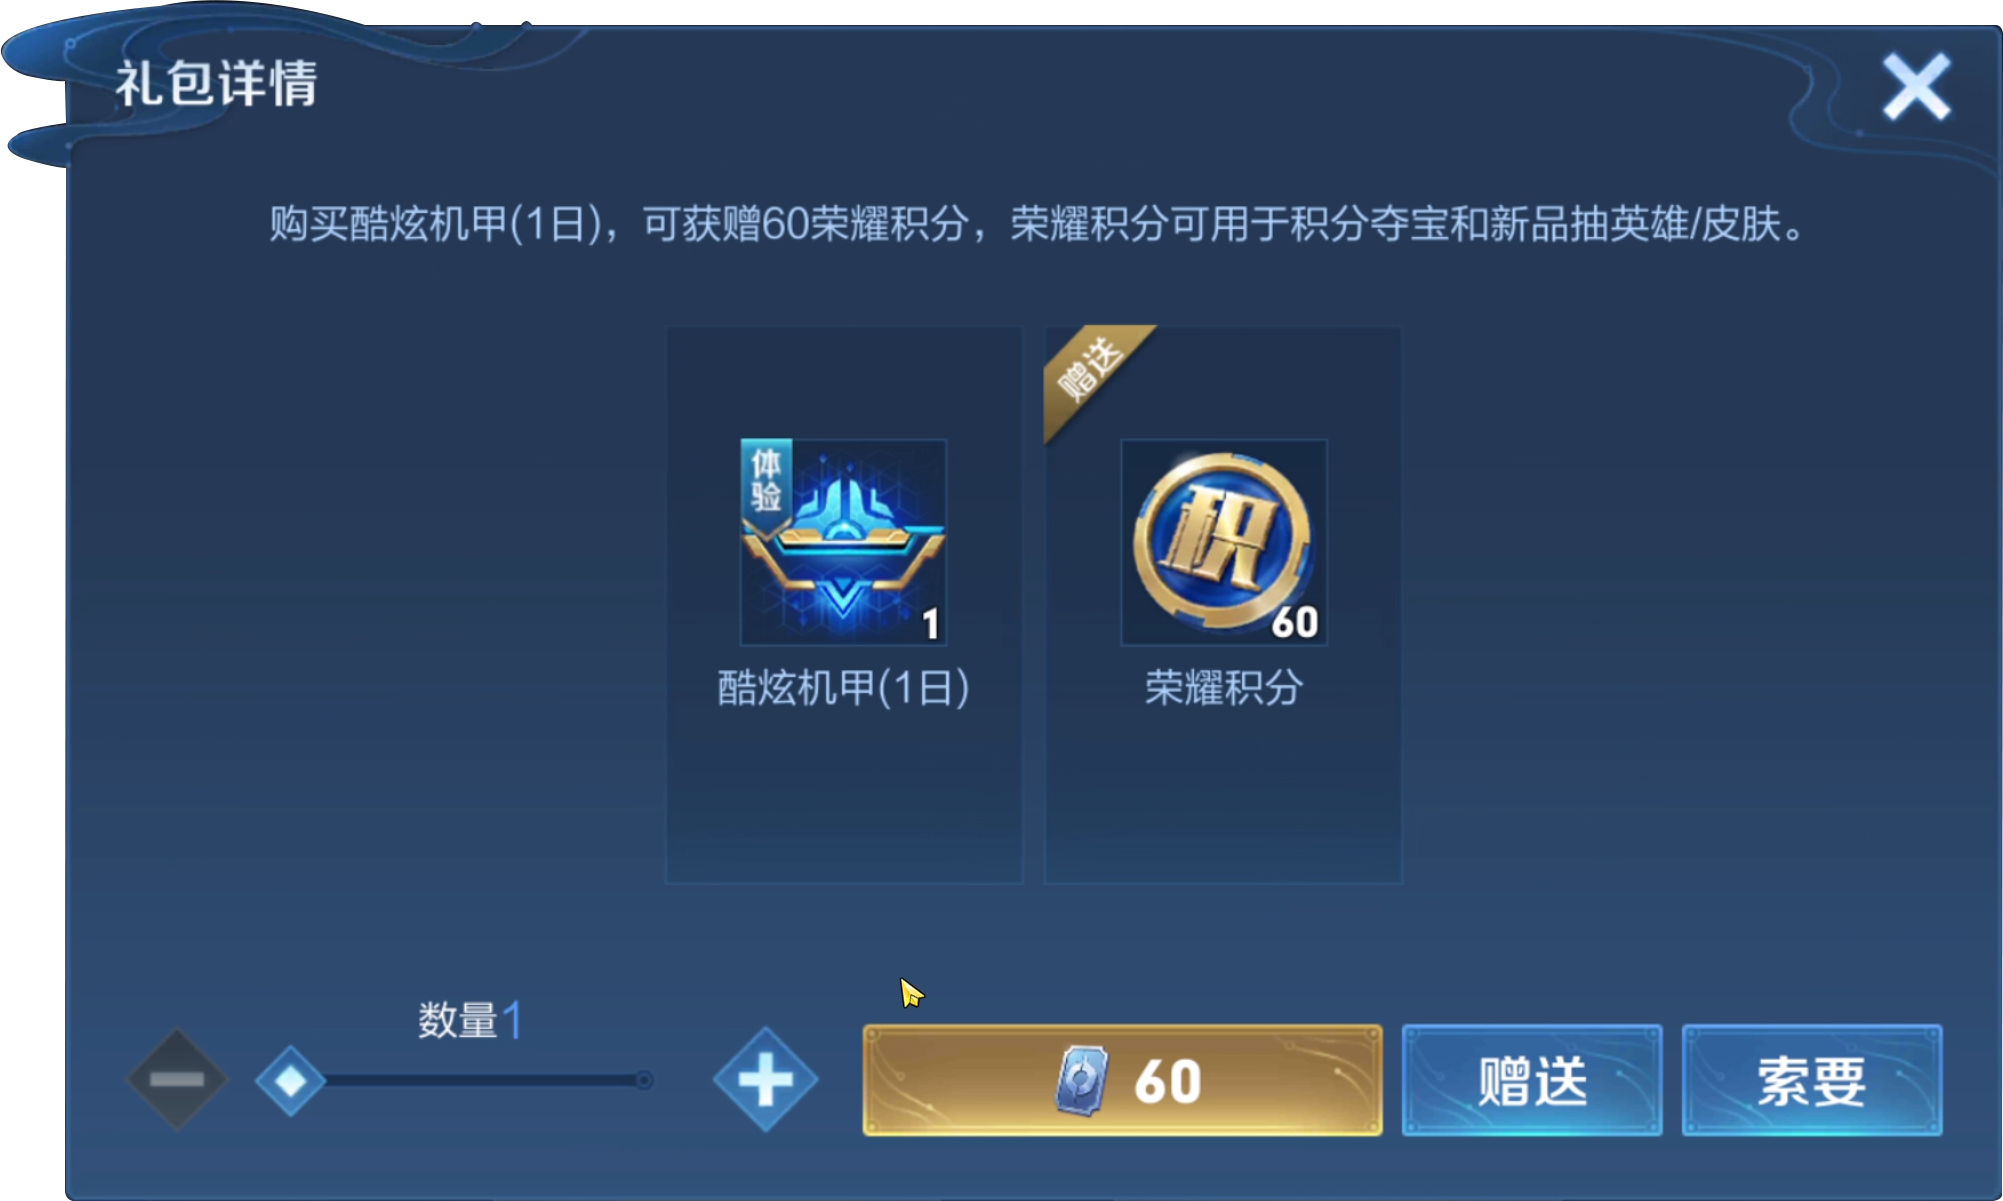 礼包详情
购买酷炫机甲(1日)，可获赠60荣耀积分，荣耀积分可用于积分夺宝和新品抽英雄/皮肤。
赠送
体验
1
积
60
酷炫机甲(1日)
荣耀积分
数量1
60
赠送
索要